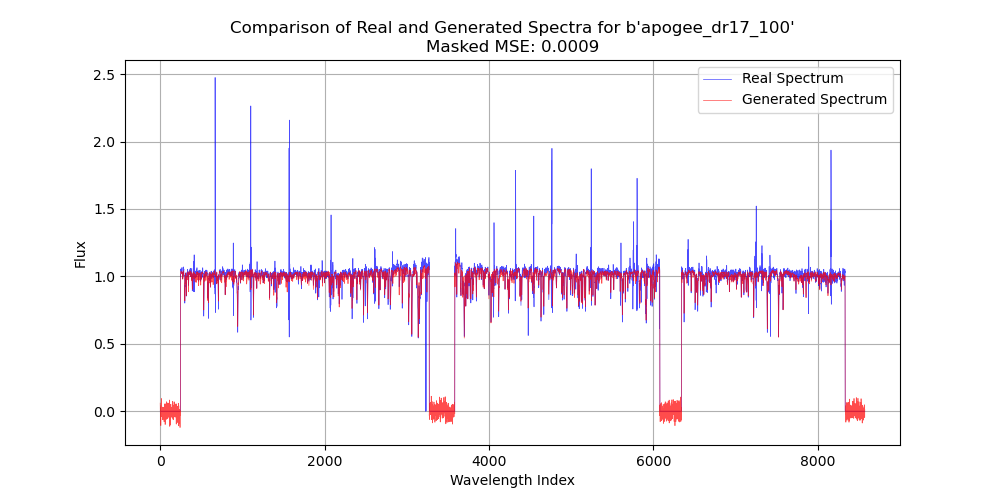 Comparison of Real and Generated Spectra for b'apogee_dr17_100'
Masked MSE: 0.0009
Real Spectrum
Generated Spectrum
2.5
2.0
1.5
1.0
0.5
0.0
Flux
0 2000 4000 6000 8000
Wavelength Index